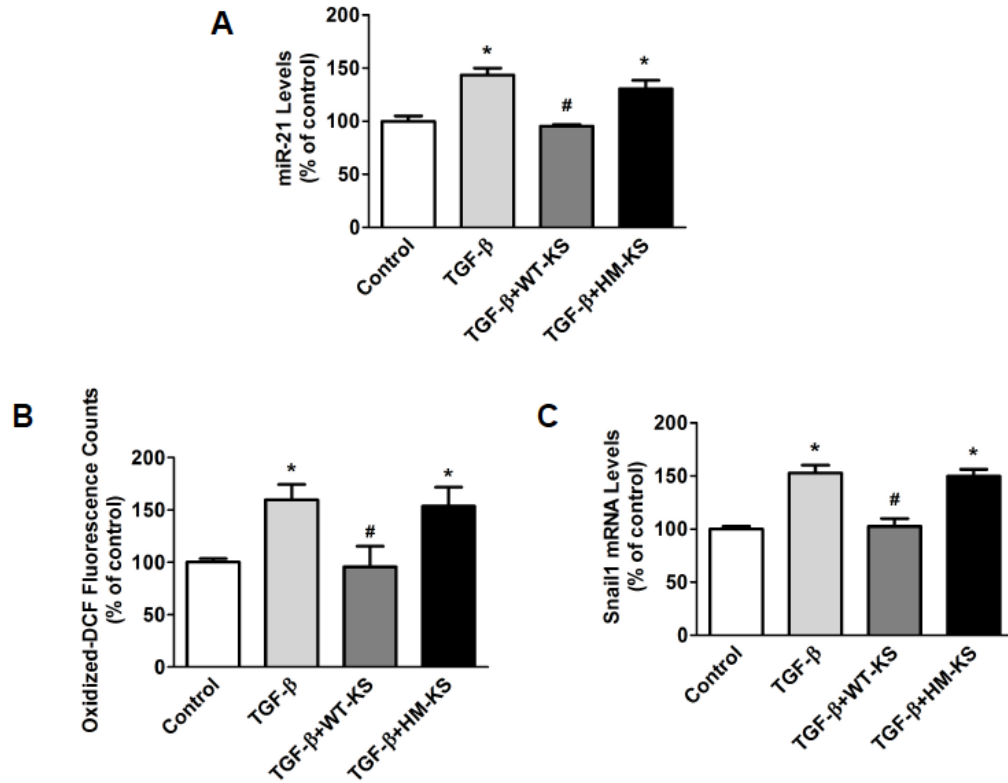 A
miR-21 Levels
(% of control)
200
150
100
50
0
*
#
*
Control
TGF-β
TGF-β+WT-KS
TGF-β+HM-KS
B
Oxidized-DCF Fluorescence Counts
(% of control)
200
150
100
50
0
*
#
*
Control
TGF-β
TGF-β+WT-KS
TGF-β+HM-KS
C
Snail1 mRNA Levels
(% of control)
200
150
100
50
0
*
#
*
Control
TGF-β
TGF-β+WT-KS
TGF-β+HM-KS